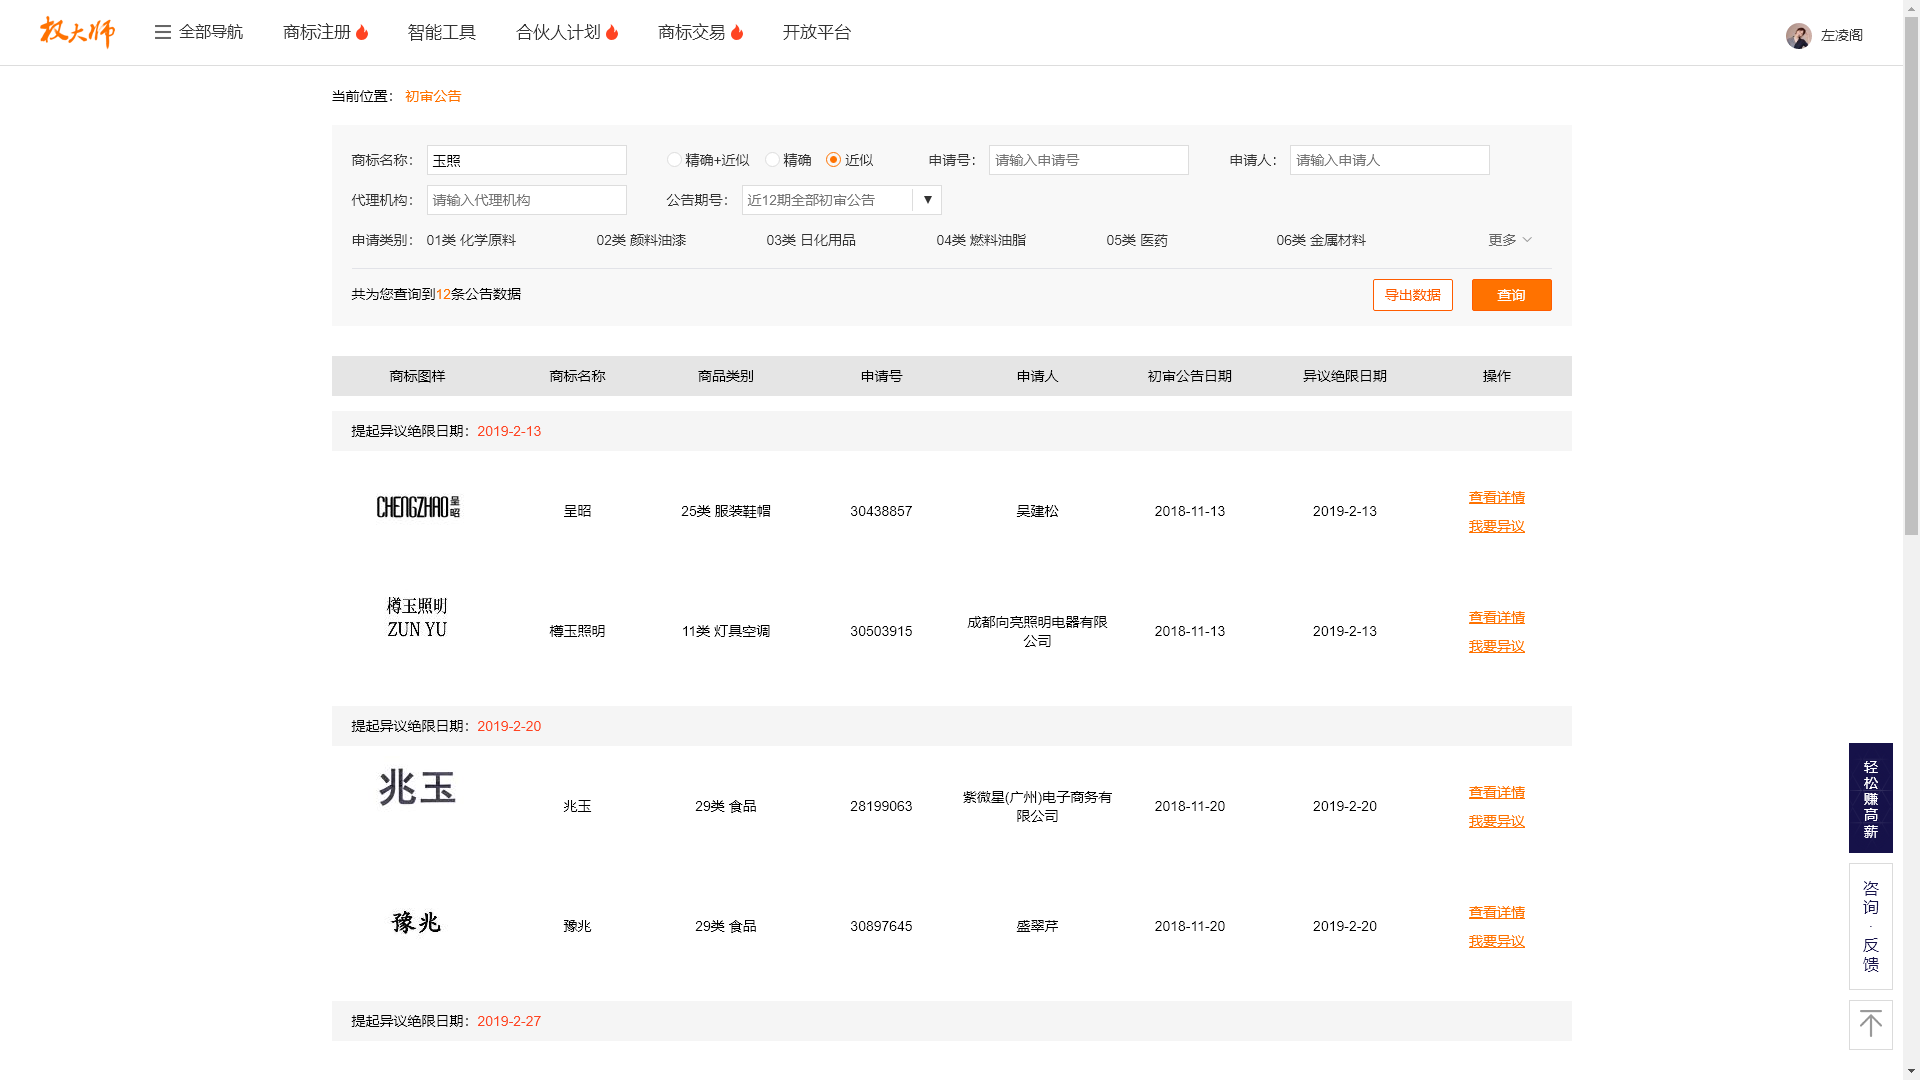 权大师 全部导航 商标注册 智能工具 合伙人计划 商标交易 开放平台 左凌阁
当前位置： 初审公告
商标名称： 玉照 精确+近似 精确 近似 申请号： 请输入申请号 申请人： 请输入申请人
代理机构： 请输入代理机构 公告期号： 近12期全部初审公告 ▼
申请类别： 01类 化学原料 02类 颜料油漆 03类 日化用品 04类 燃料油脂 05类 医药 06类 金属材料 更多
共为您查询到12条公告数据 导出数据 查询
商标图样 商标名称 商品类别 申请号 申请人 初审公告日期 异议绝限日期 操作
提起异议绝限日期：2019-2-13
CHENGZHAO呈昭 呈昭 25类 服装鞋帽 30438857 吴建松 2018-11-13 2019-2-13 查看详情
我要异议
樽玉照明
ZUN YU
樽玉照明 11类 灯具空调 30503915 成都向亮照明电器有限
公司 2018-11-13 2019-2-13 查看详情
我要异议
提起异议绝限日期：2019-2-20
兆玉 兆玉 29类 食品 28199063 紫微星(广州)电子商务有
限公司 2018-11-20 2019-2-20 查看详情
我要异议
豫兆 豫兆 29类 食品 30897645 盛翠芹 2018-11-20 2019-2-20 查看详情
我要异议
提起异议绝限日期：2019-2-27
轻松赚高薪
咨询·反馈